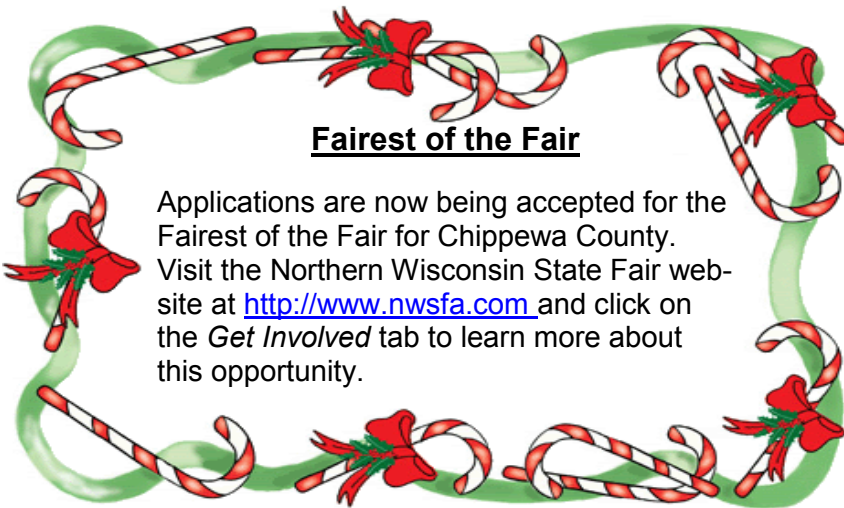 Fairest of the Fair
Applications are now being accepted for the
Fairest of the Fair for Chippewa County.
Visit the Northern Wisconsin State Fair web-
site at http://www.nwsfa.com and click on
the Get Involved tab to learn more about
this opportunity.